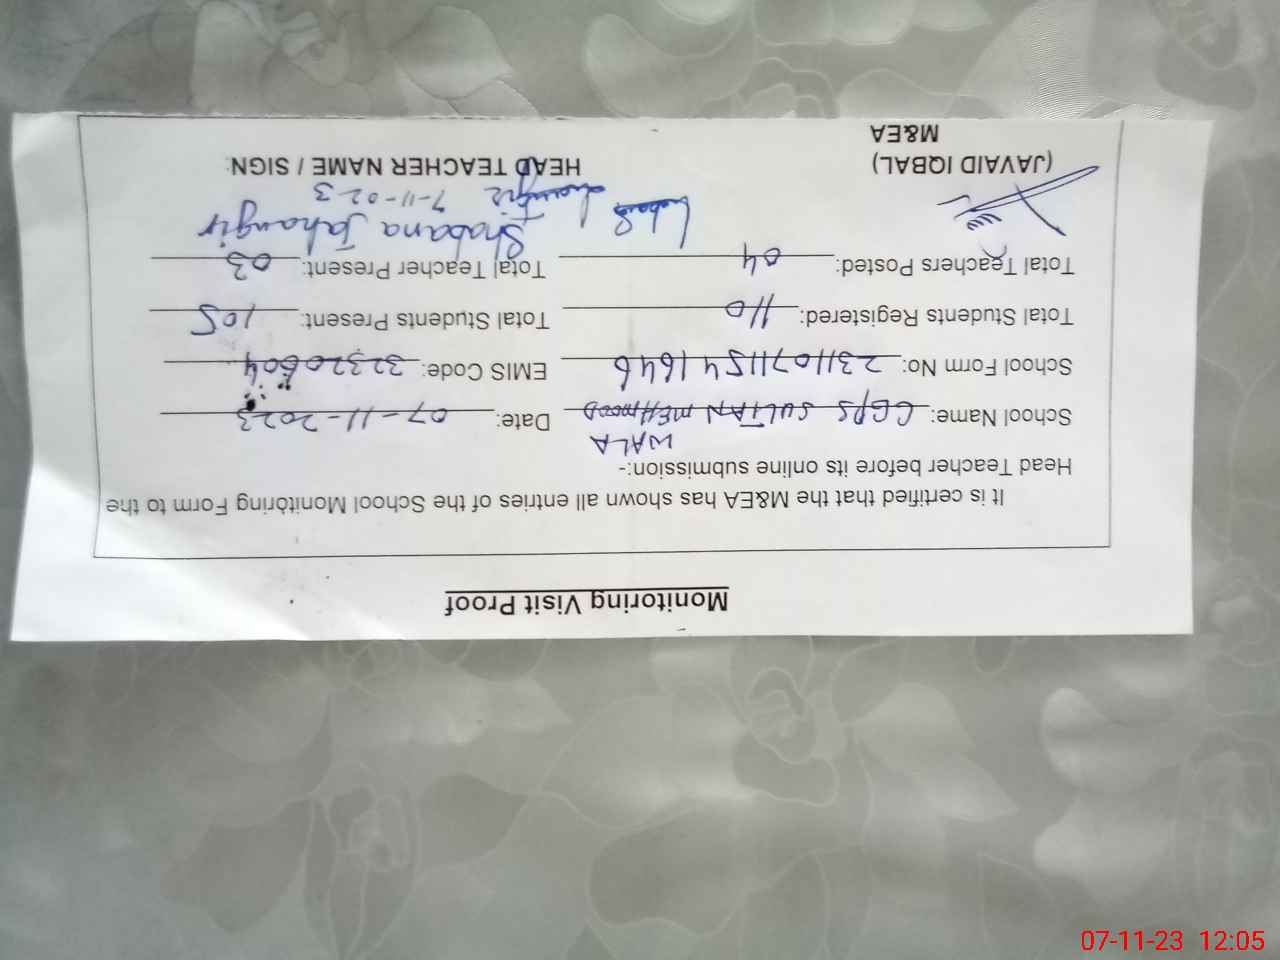 Monitoring Visit Proof
It is certified that the M&EA has shown all entries of the School Monitoring Form to the
Head Teacher before its online submission:-
WALA
School Name: GGPS SULTAN MEHMOOD Date: 07-11-2023
School Form No: 23110711541646 EMIS Code: 32320604
Total Students Registered: 110 Total Students Present: 105
Total Teachers Posted: 04 Total Teacher Present: 03
Shabana Jahangir
7-11-023
(JAVAID IQBAL) HEAD TEACHER NAME / SIGN:
M&EA
07-11-23 12:05